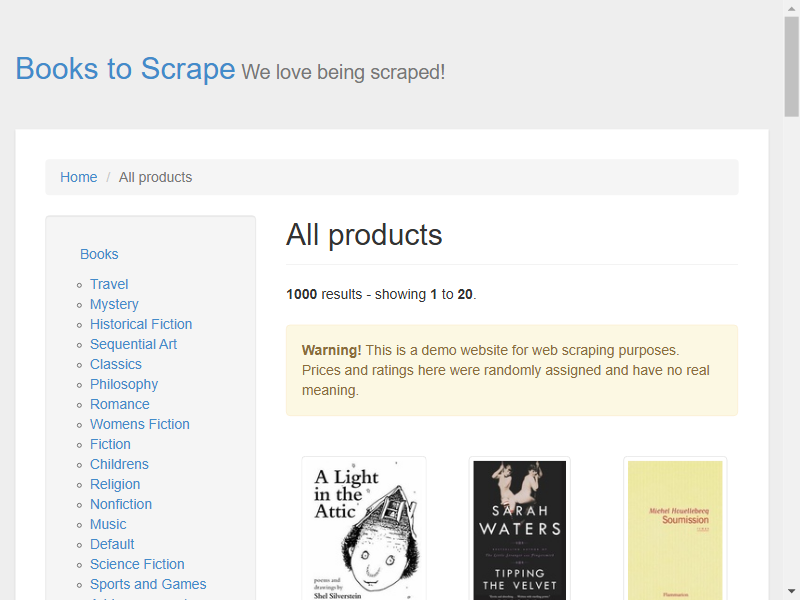 Books to Scrape We love being scraped!
Home / All products
Books
Travel
Mystery
Historical Fiction
Sequential Art
Classics
Philosophy
Romance
Womens Fiction
Fiction
Childrens
Religion
Nonfiction
Music
Default
Science Fiction
Sports and Games
All products
1000 results - showing 1 to 20.
Warning! This is a demo website for web scraping purposes.
Prices and ratings here were randomly assigned and have no real
meaning.
A Light
in the
Attic
poems and
drawings by
Shel Silverstein
SARAH
WATERS
TIPPING
THE VELVET
Michel Houellebecq
Soumission
Flammarion